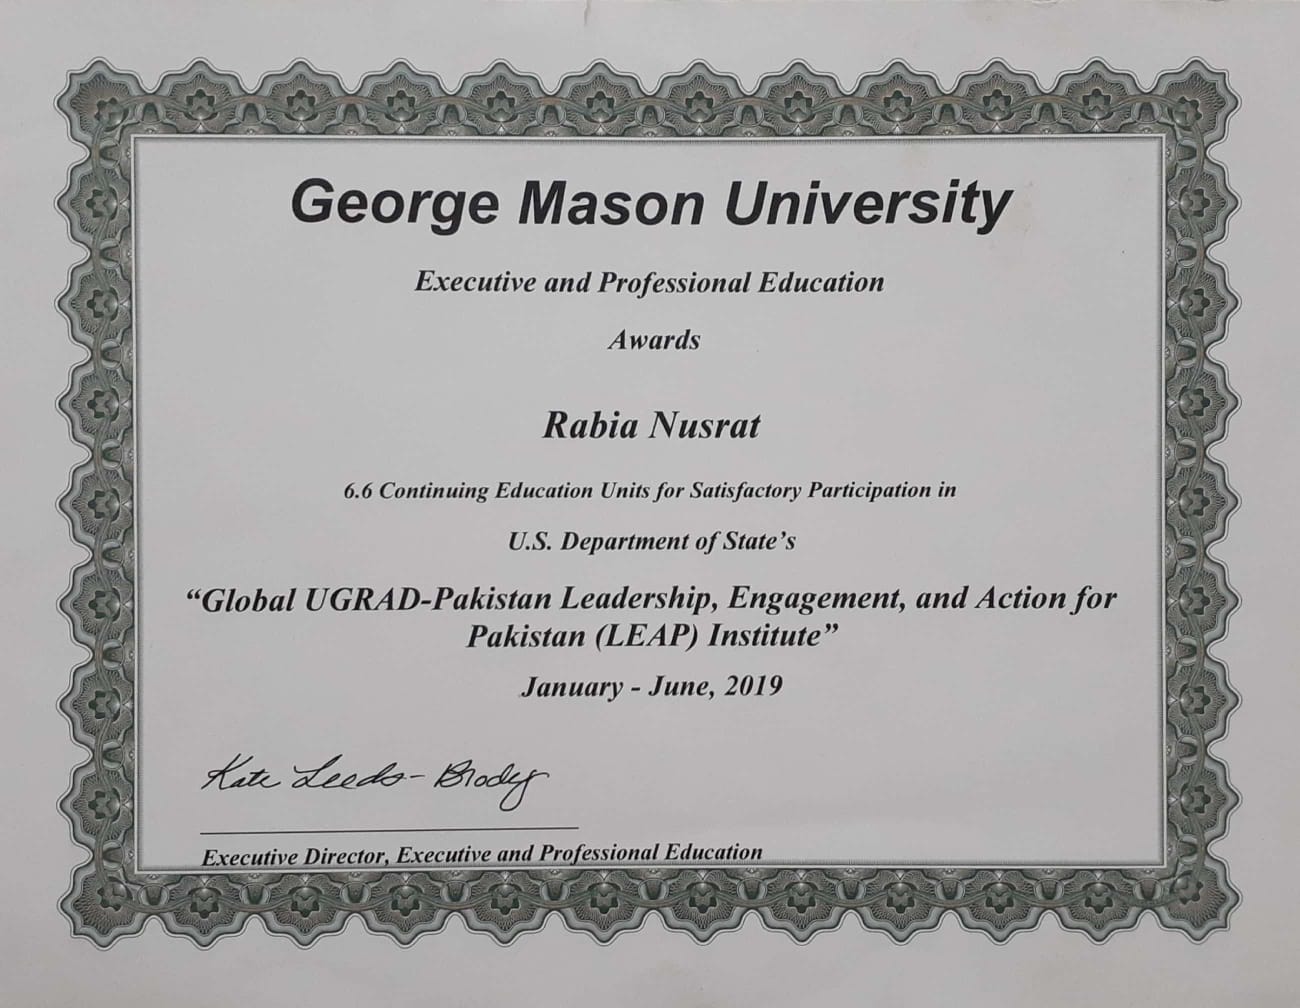 George Mason University
Executive and Professional Education
Awards
Rabia Nusrat
6.6 Continuing Education Units for Satisfactory Participation in
U.S. Department of State’s
“Global UGRAD-Pakistan Leadership, Engagement, and Action for
Pakistan (LEAP) Institute”
January - June, 2019
Kate Leeds-Brody
Executive Director, Executive and Professional Education